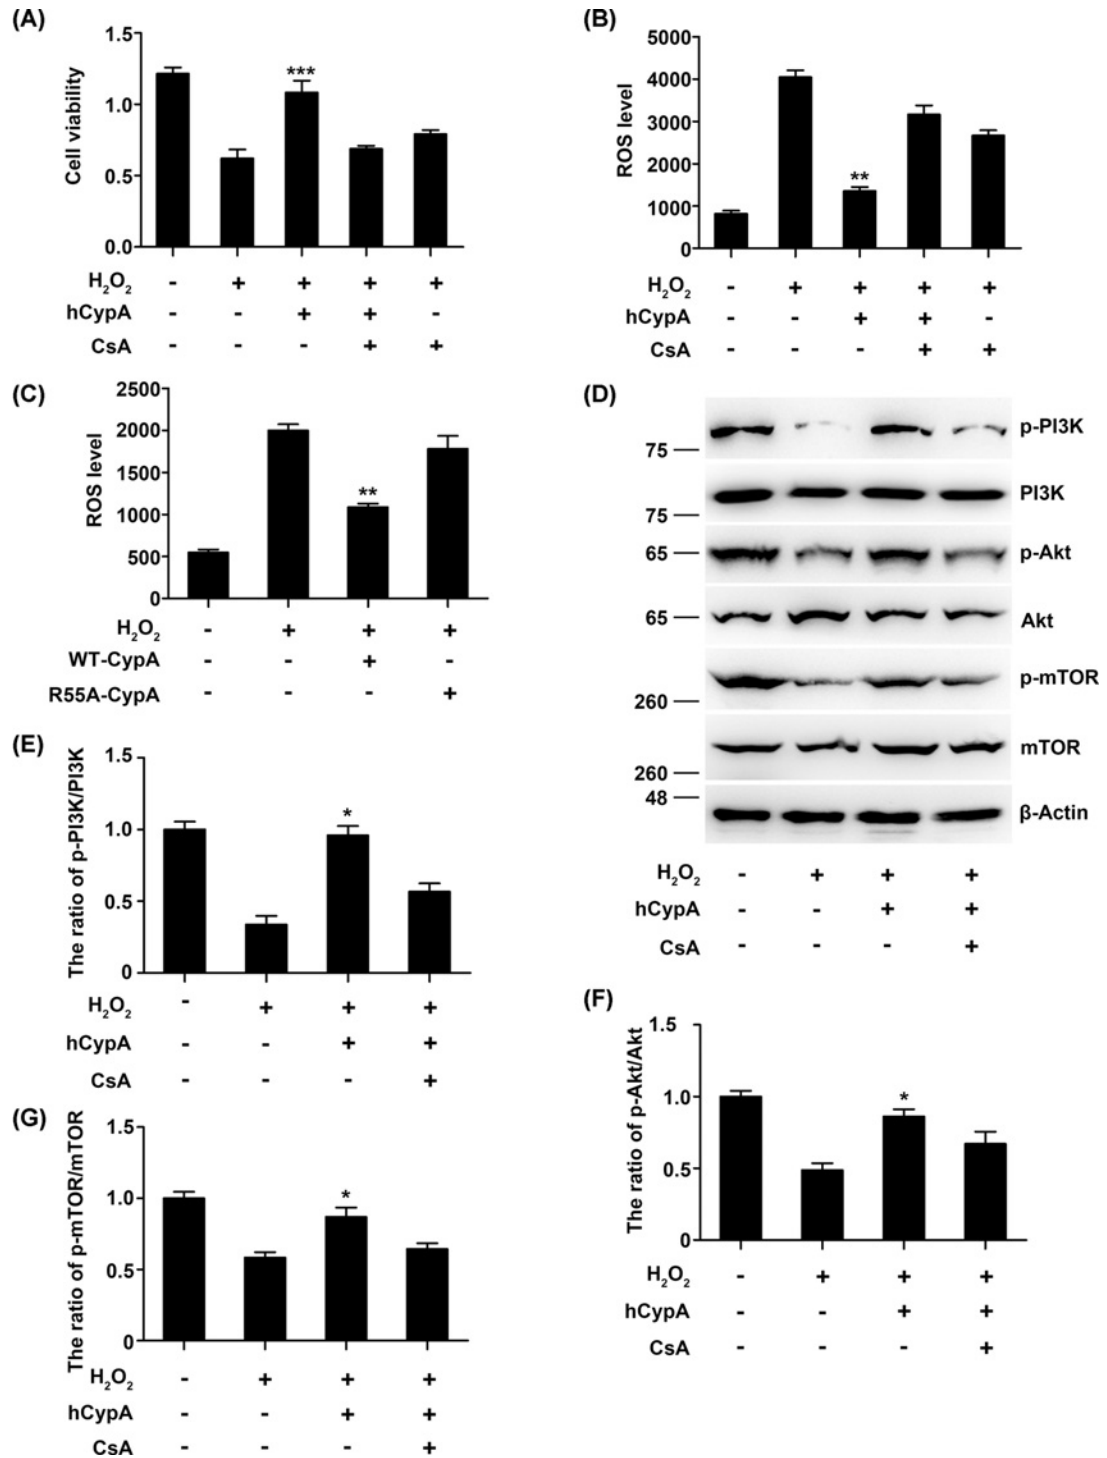 (A)
Cell viability
1.5
1.0
0.5
0.0
***
H₂O₂ - + + + +
hCypA - - + + -
CsA - - - + +
(B)
ROS level
5000
4000
3000
2000
1000
0
**
H₂O₂ - + + + +
hCypA - - + + -
CsA - - - + +
(C)
ROS level
2500
2000
1500
1000
500
0
**
H₂O₂ - + + +
WT-CypA - - + -
R55A-CypA - - - +
(D)
p-PI3K
75
PI3K
75
65 p-Akt
65 Akt
p-mTOR
260
mTOR
260
48
β-Actin
H₂O₂ - + + +
hCypA - - + +
CsA - - - +
(E)
The ratio of p-PI3K/PI3K
1.5
1.0
0.5
0
*
H₂O₂ - + + +
hCypA - - + +
CsA - - - +
(F)
The ratio of p-Akt/Akt
1.5
1.0
0.5
0
*
H₂O₂ - + + +
hCypA - - + +
CsA - - - +
(G)
The ratio of p-mTOR/mTOR
1.5
1.0
0.5
0
*
H₂O₂ - + + +
hCypA - - + +
CsA - - - +